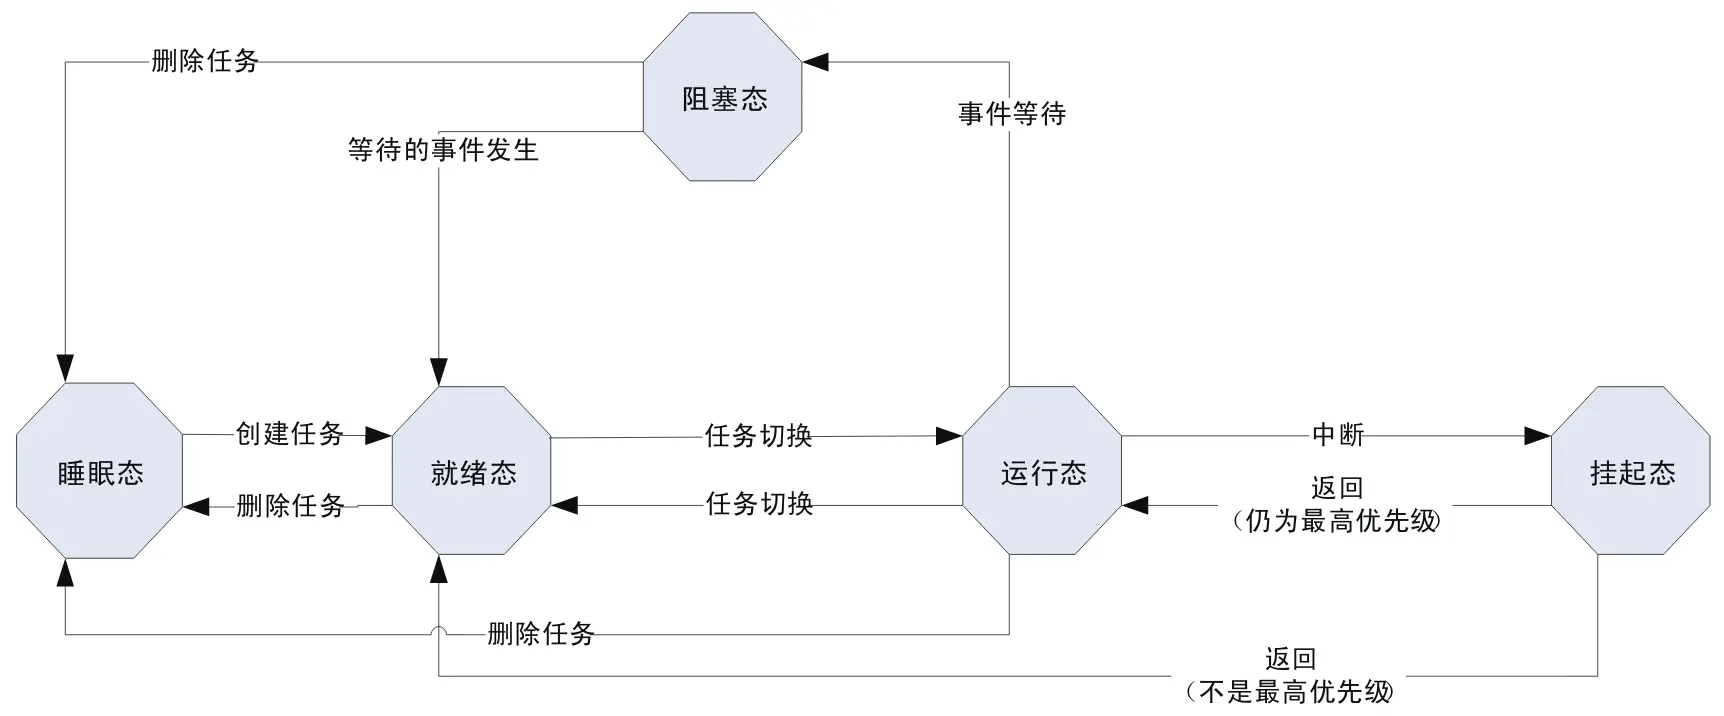 删除任务
阻塞态
事件等待
等待的事件发生
睡眠态
创建任务
删除任务
就绪态
任务切换
任务切换
运行态
中断
返回
（仍为最高优先级）
挂起态
删除任务
返回
（不是最高优先级）